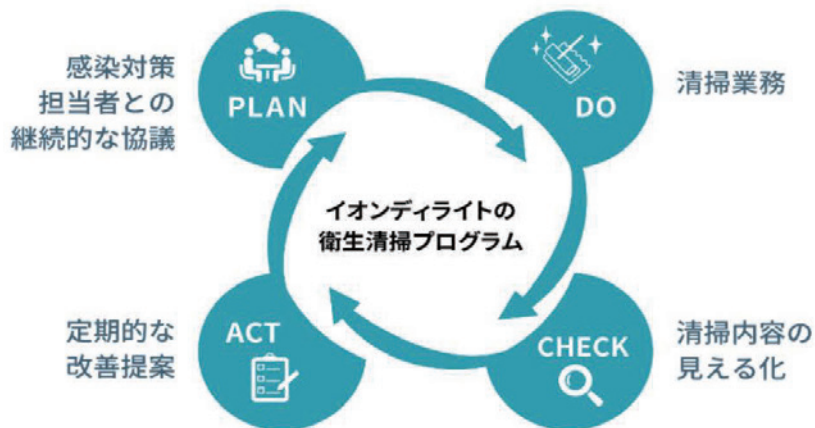 感染対策
担当者との
継続的な協議
PLAN
DO
清掃業務
イオンディライトの
衛生清掃プログラム
定期的な
改善提案
ACT
CHECK
清掃内容の
見える化